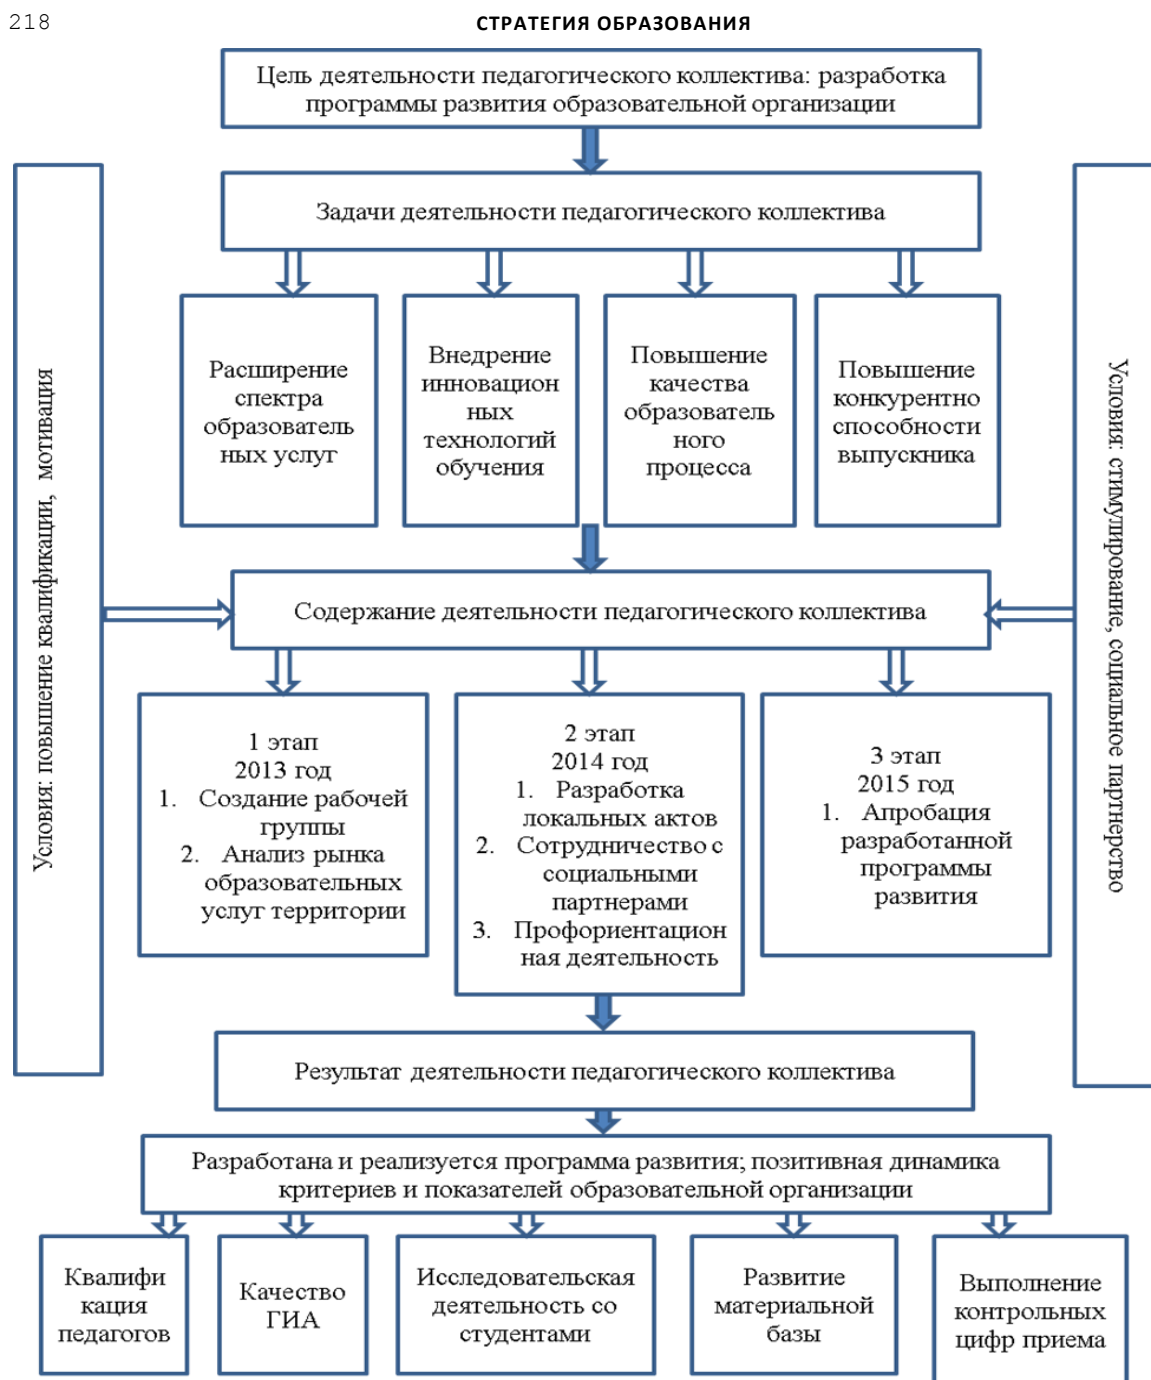 218
СТРАТЕГИЯ ОБРАЗОВАНИЯ
Цель деятельности педагогического коллектива: разработка
программы развития образовательной организации
Задачи деятельности педагогического коллектива
Расширение
спектра
образователь
ных услуг
Внедрение
инновацион
ных
технологий
обучения
Повышение
качества
образователь
ного
процесса
Повышение
конкурентно
способности
выпускника
Условия: повышение квалификации, мотивация
Содержание деятельности педагогического коллектива
Условия: стимулирование, социальное партнерство
1 этап
2013 год
1. Создание рабочей
группы
2. Анализ рынка
образовательных
услуг территории
2 этап
2014 год
1. Разработка
локальных актов
2. Сотрудничество с
социальными
партнерами
3. Профориентацион
ная деятельность
3 этап
2015 год
1. Апробация
разработанной
программы
развития
Результат деятельности педагогического коллектива
Разработана и реализуется программа развития; позитивная динамика
критериев и показателей образовательной организации
Квалифи
кация
педагогов
Качество
ГИА
Исследовательская
деятельность со
студентами
Развитие
материальной
базы
Выполнение
контрольных
цифр приема